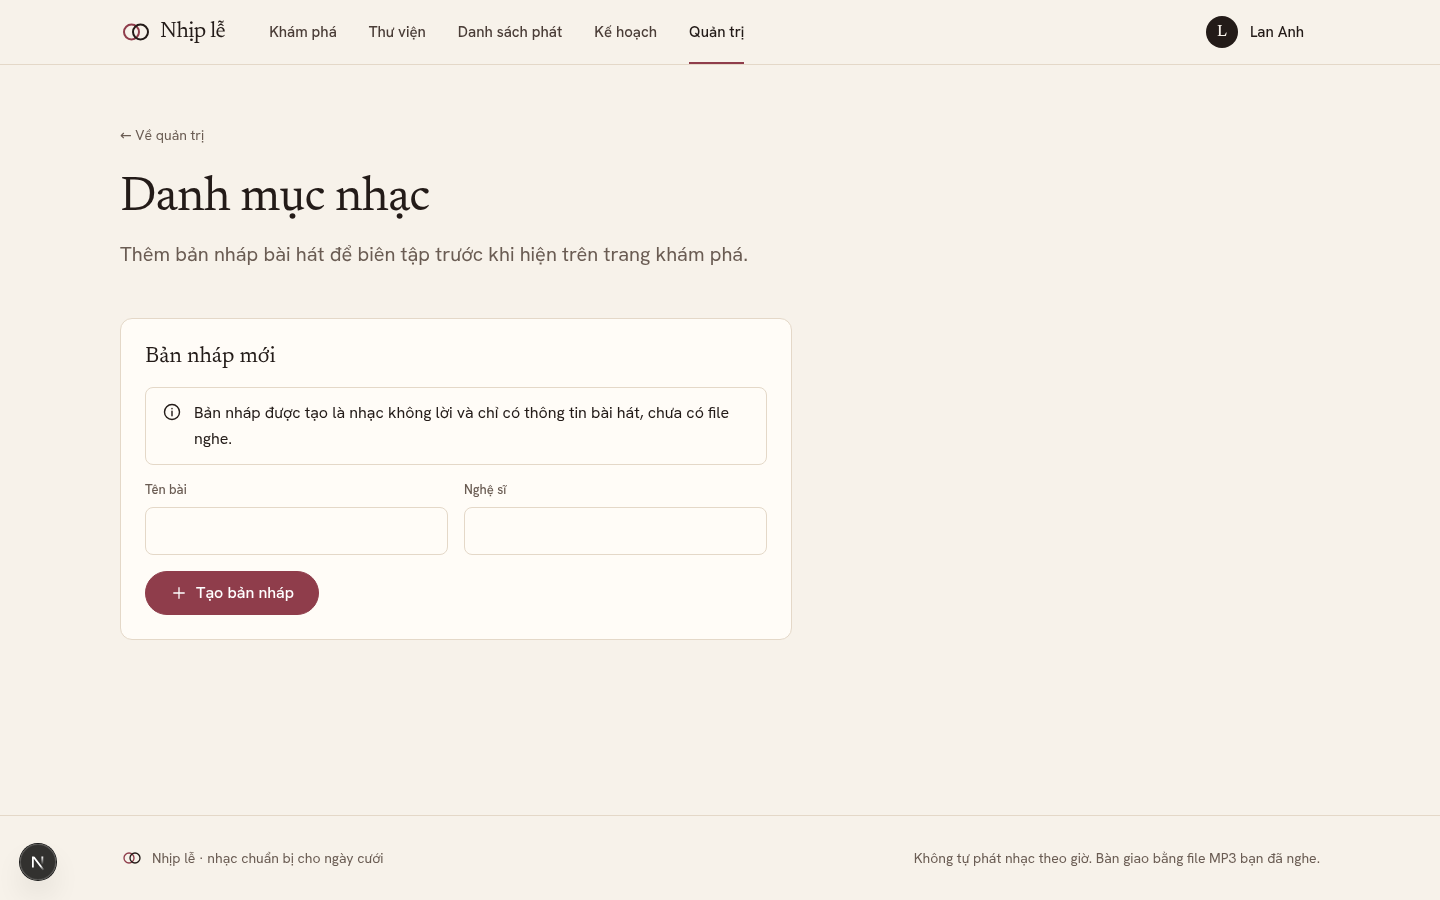 Nhịp lễ
Khám phá
Thư viện
Danh sách phát
Kế hoạch
Quản trị
L
Lan Anh
← Về quản trị
Danh mục nhạc
Thêm bản nháp bài hát để biên tập trước khi hiện trên trang khám phá.
Bản nháp mới
Bản nháp được tạo là nhạc không lời và chỉ có thông tin bài hát, chưa có file
nghe.
Tên bài
Nghệ sĩ
+ Tạo bản nháp
N
Nhịp lễ · nhạc chuẩn bị cho ngày cưới
Không tự phát nhạc theo giờ. Bàn giao bằng file MP3 bạn đã nghe.